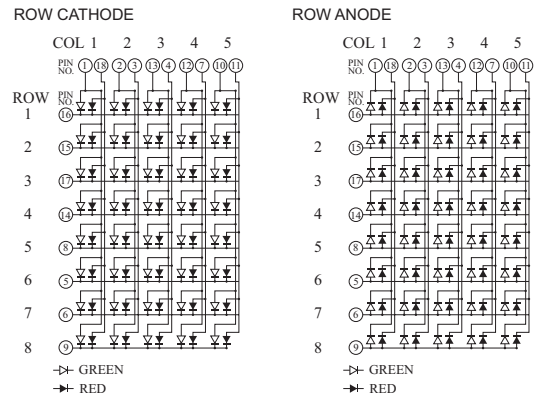 ROW CATHODE
COL 1 2 3 4 5
PIN NO. 1 18 2 3 13 4 12 7 10 11
ROW PIN NO.
1 16
2 15
3 17
4 14
5 8
6 5
7 6
8 9
GREEN
RED
ROW ANODE
COL 1 2 3 4 5
PIN NO. 1 18 2 3 13 4 12 7 10 11
ROW PIN NO.
1 16
2 15
3 17
4 14
5 8
6 5
7 6
8 9
GREEN
RED